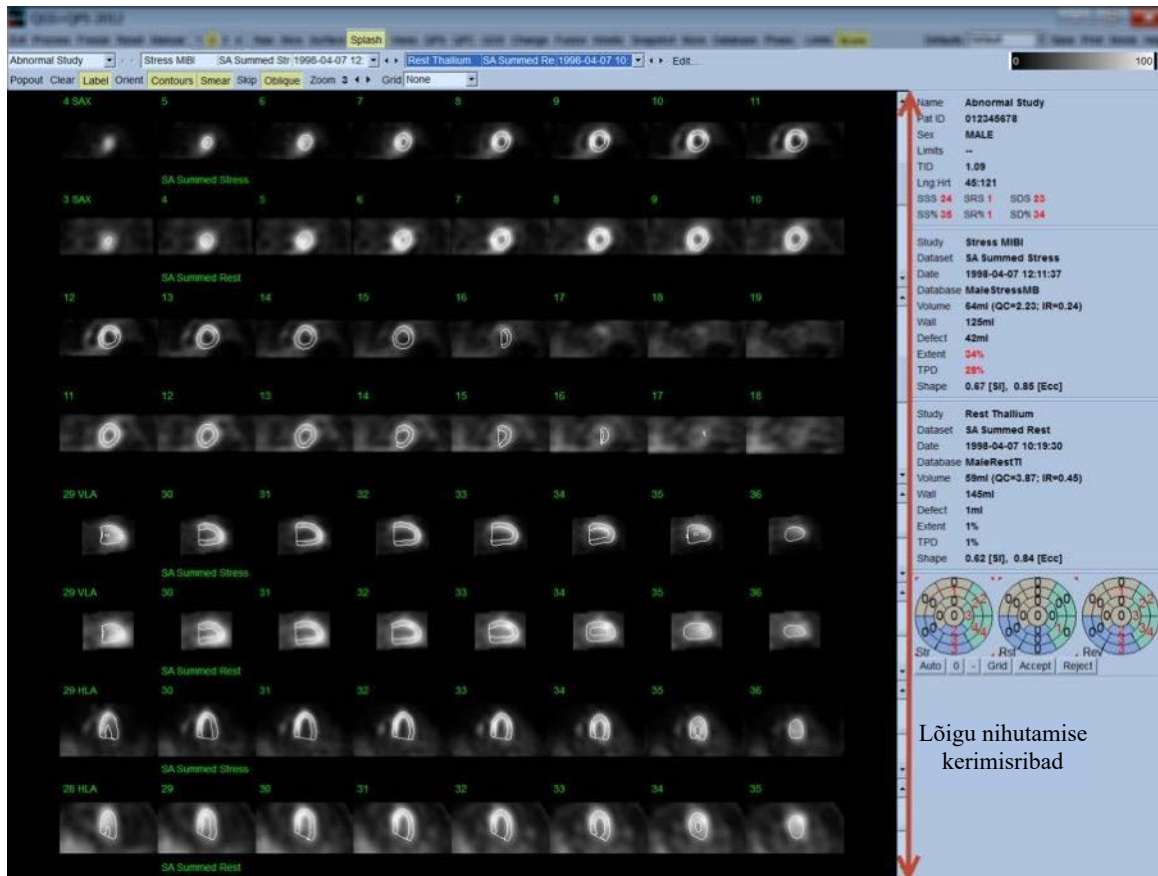 QGS+QPS 2012
Splash
Abnormal Study Stress MIBI SA Summed Str 1998-04-07 12: Rest Thallium SA Summed Re 1998-04-07 10: Edit...
0 100
Popout Clear Label Orient Contours Smear Skip Oblique Zoom 3 Grid None
4 SAX 5 6 7 8 9 10 11
SA Summed Stress
3 SAX 4 5 6 7 8 9 10
SA Summed Rest
12 13 14 15 16 17 18 19
11 12 13 14 15 16 17 18
29 VLA 30 31 32 33 34 35 36
SA Summed Stress
29 VLA 30 31 32 33 34 35 36
SA Summed Rest
29 HLA 30 31 32 33 34 35 36
SA Summed Stress
28 HLA 29 30 31 32 33 34 35
SA Summed Rest
Name Abnormal Study
Pat ID 012345678
Sex MALE
Limits --
TID 1.09
Lng:Hrt 45:121
SSS 24 SRS 1 SDS 23
SS% 35 SR% 1 SD% 34
Study Stress MIBI
Dataset SA Summed Stress
Date 1998-04-07 12:11:37
Database MaleStressMB
Volume 64ml (QC=2.23; IR=0.24)
Wall 125ml
Defect 42ml
Extent 34%
TPD 28%
Shape 0.67 [SI], 0.85 [Ecc]
Study Rest Thallium
Dataset SA Summed Rest
Date 1998-04-07 10:19:30
Database MaleRestTl
Volume 59ml (QC=3.87; IR=0.45)
Wall 145ml
Defect 1ml
Extent 1%
TPD 1%
Shape 0.62 [SI], 0.84 [Ecc]
Str Rst Rev
Auto 0 - Grid Accept Reject
Lõigu nihutamise
kerimisribad